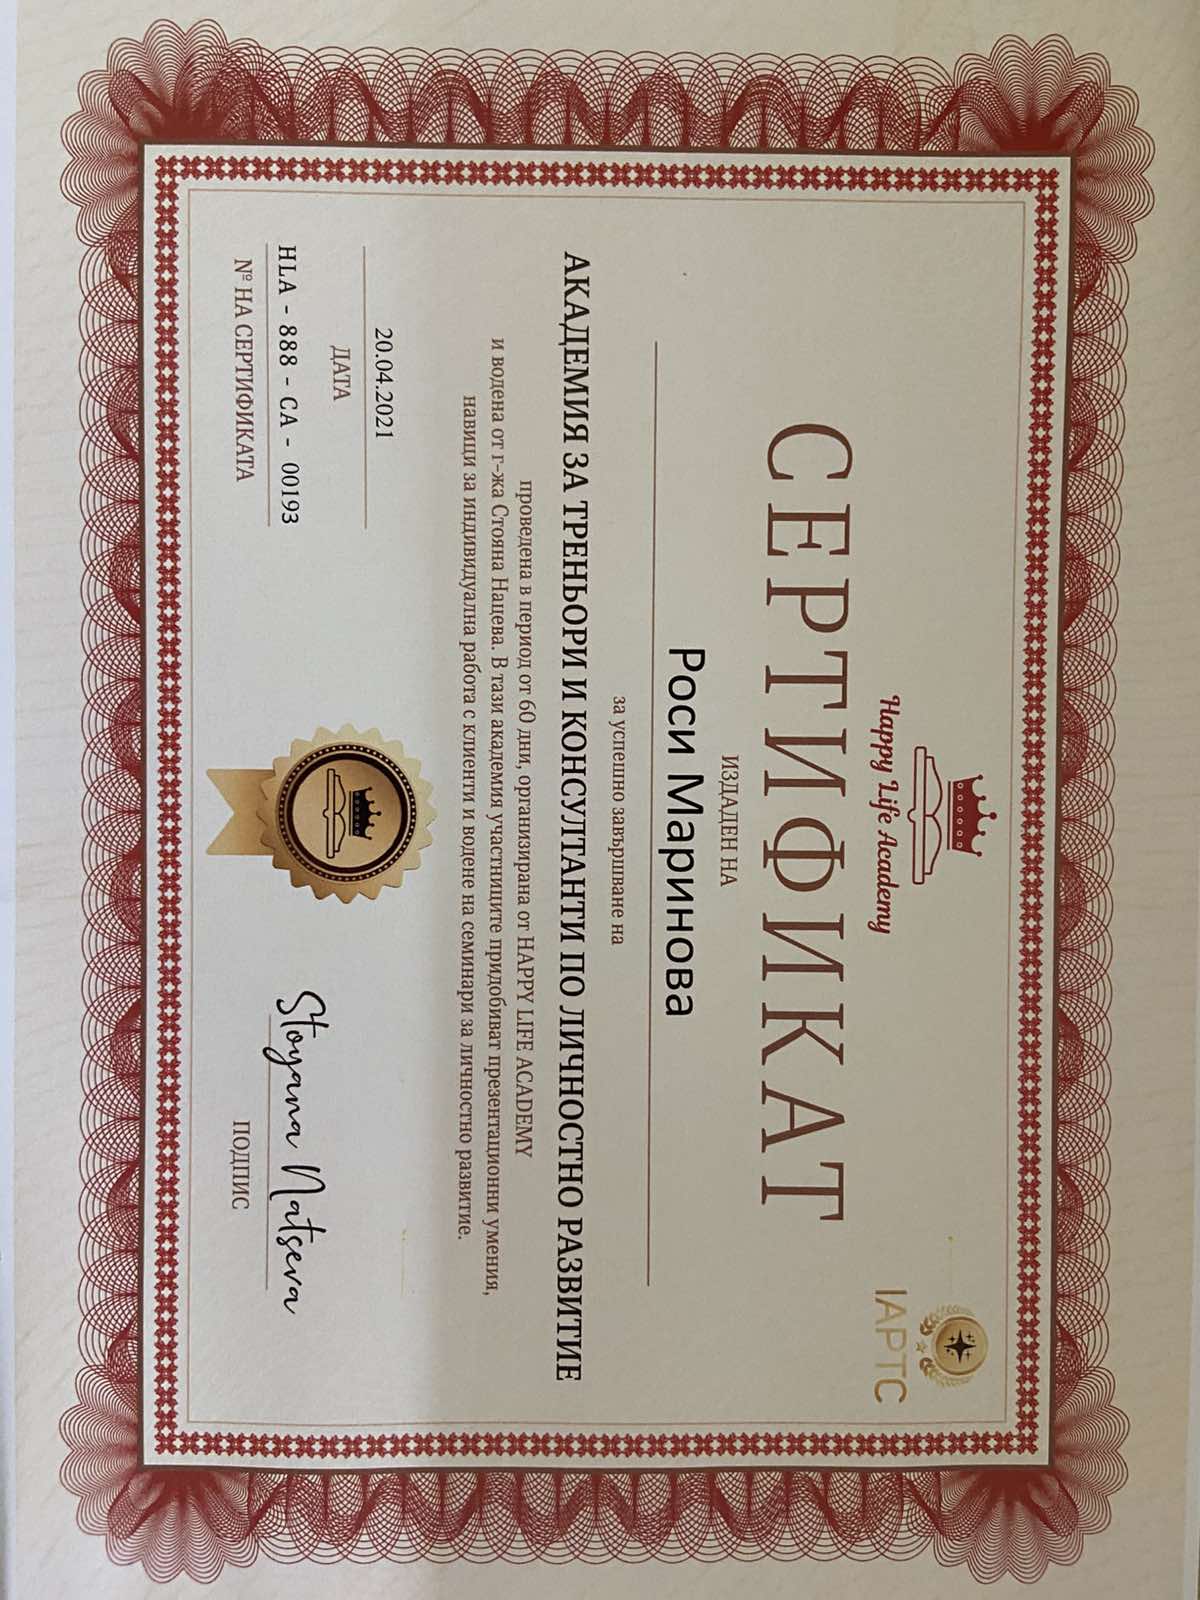 Happy Life Academy
IAPTC
СЕРТИФИКАТ
ИЗДАДЕН НА
Роси Маринова
за успешно завършване на
АКАДЕМИЯ ЗА ТРЕНЬОРИ И КОНСУЛТАНТИ ПО ЛИЧНОСТНО РАЗВИТИЕ
проведена в период от 60 дни, организирана от HAPPY LIFE ACADEMY
и водена от г-жа Стояна Нацева. В тази академия участниците придобиват презентационни умения,
навици за индивидуална работа с клиенти и водене на семинари за личностно развитие.
20.04.2021
ДАТА
HLA - 888 - CA - 00193
№ НА СЕРТИФИКАТА
Stoyana Natseva
ПОДПИС